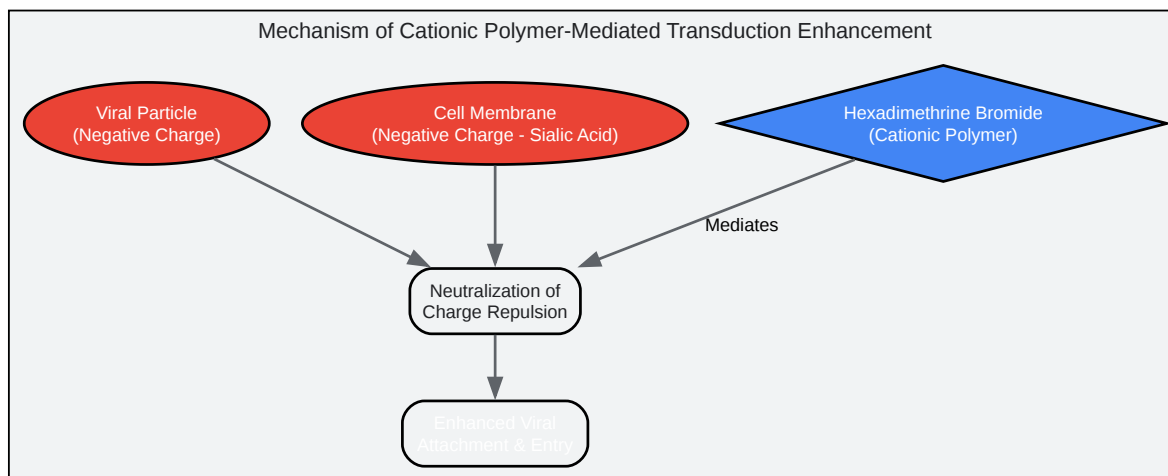 Mechanism of Cationic Polymer-Mediated Transduction Enhancement
Viral Particle
(Negative Charge)
Cell Membrane
(Negative Charge - Sialic Acid)
Hexadimethrine Bromide
(Cationic Polymer)
Mediates
Neutralization of
Charge Repulsion
Enhanced Viral
Attachment & Entry